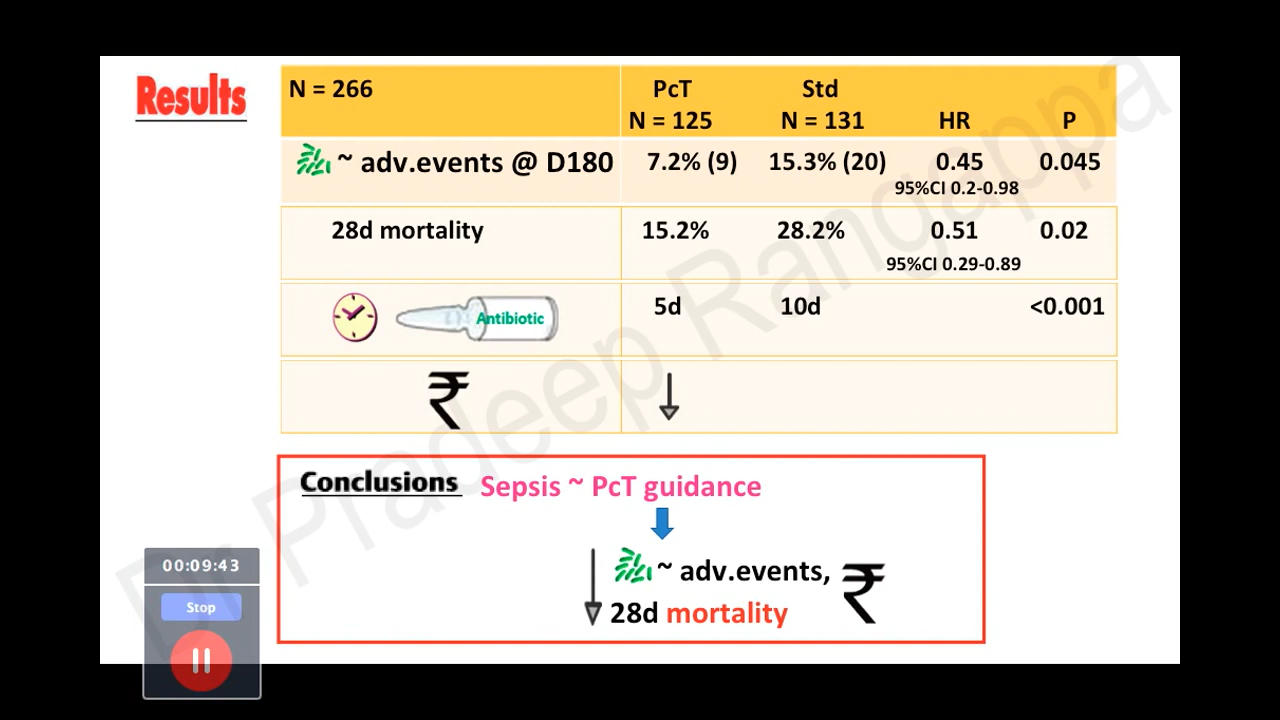 Results
N = 266 PcT Std
N = 125 N = 131 HR P
~ adv.events @ D180 7.2% (9) 15.3% (20) 0.45 0.045
95%CI 0.2-0.98
28d mortality 15.2% 28.2% 0.51 0.02
95%CI 0.29-0.89
Antibiotic 5d 10d <0.001
₹
Conclusions Sepsis ~ PcT guidance
~ adv.events, ₹
28d mortality
Dr Pradeep Rangappa
00:09:43
Stop